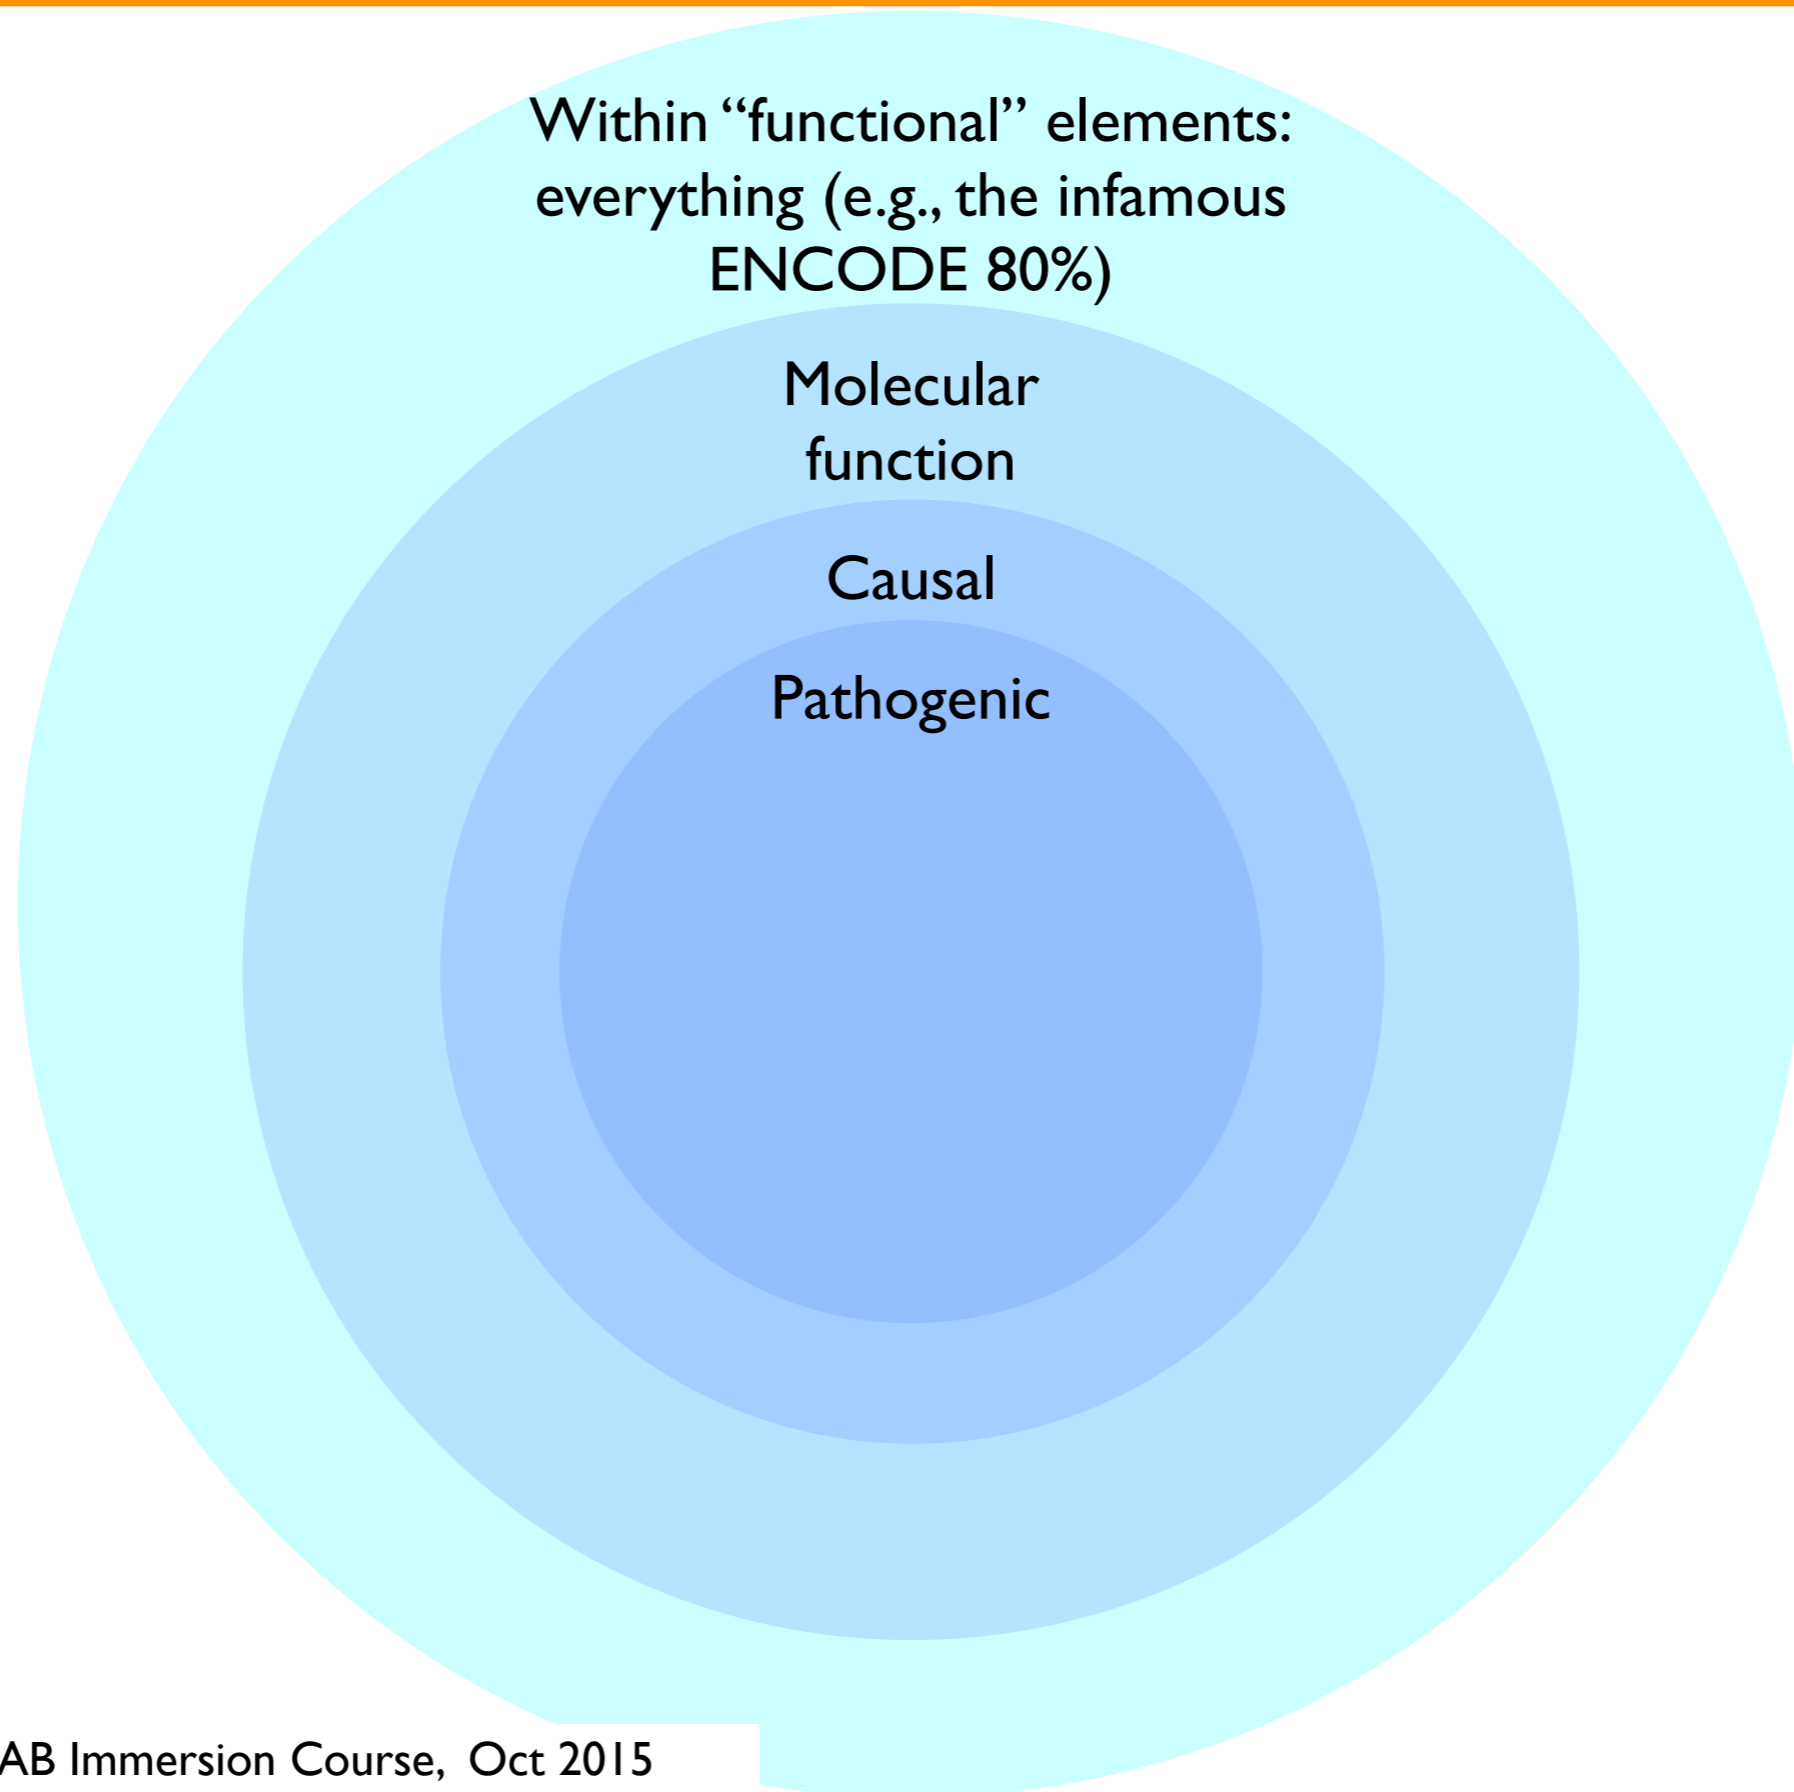 Within “functional” elements:
everything (e.g., the infamous
ENCODE 80%)
Molecular
function
Causal
Pathogenic
AB Immersion Course, Oct 2015